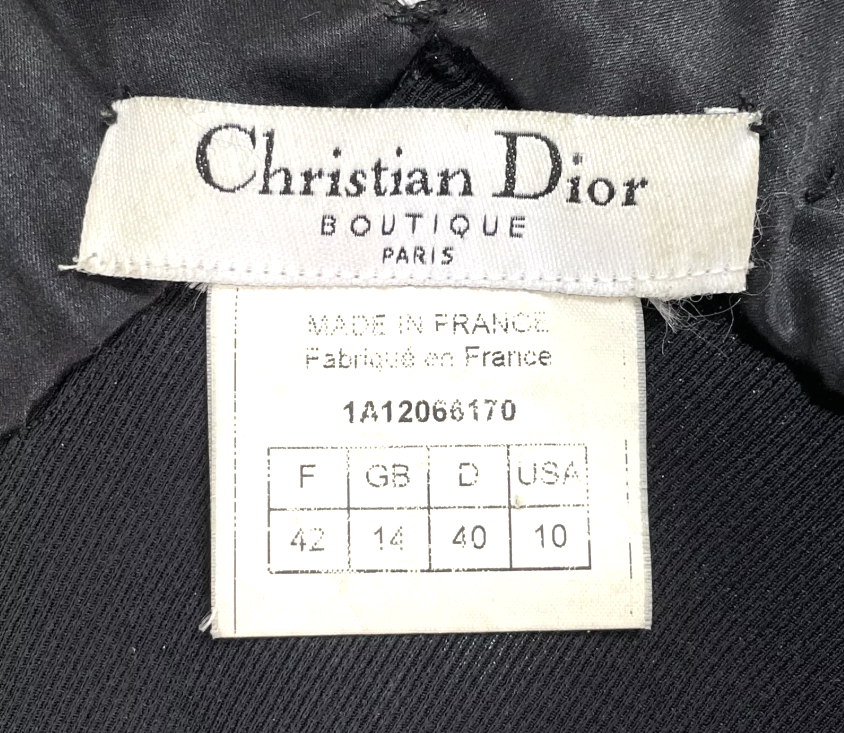 Christian Dior
BOUTIQUE
PARIS
MADE IN FRANCE
Fabriqué en France
1A12066170
F GB D USA
42 14 40 10